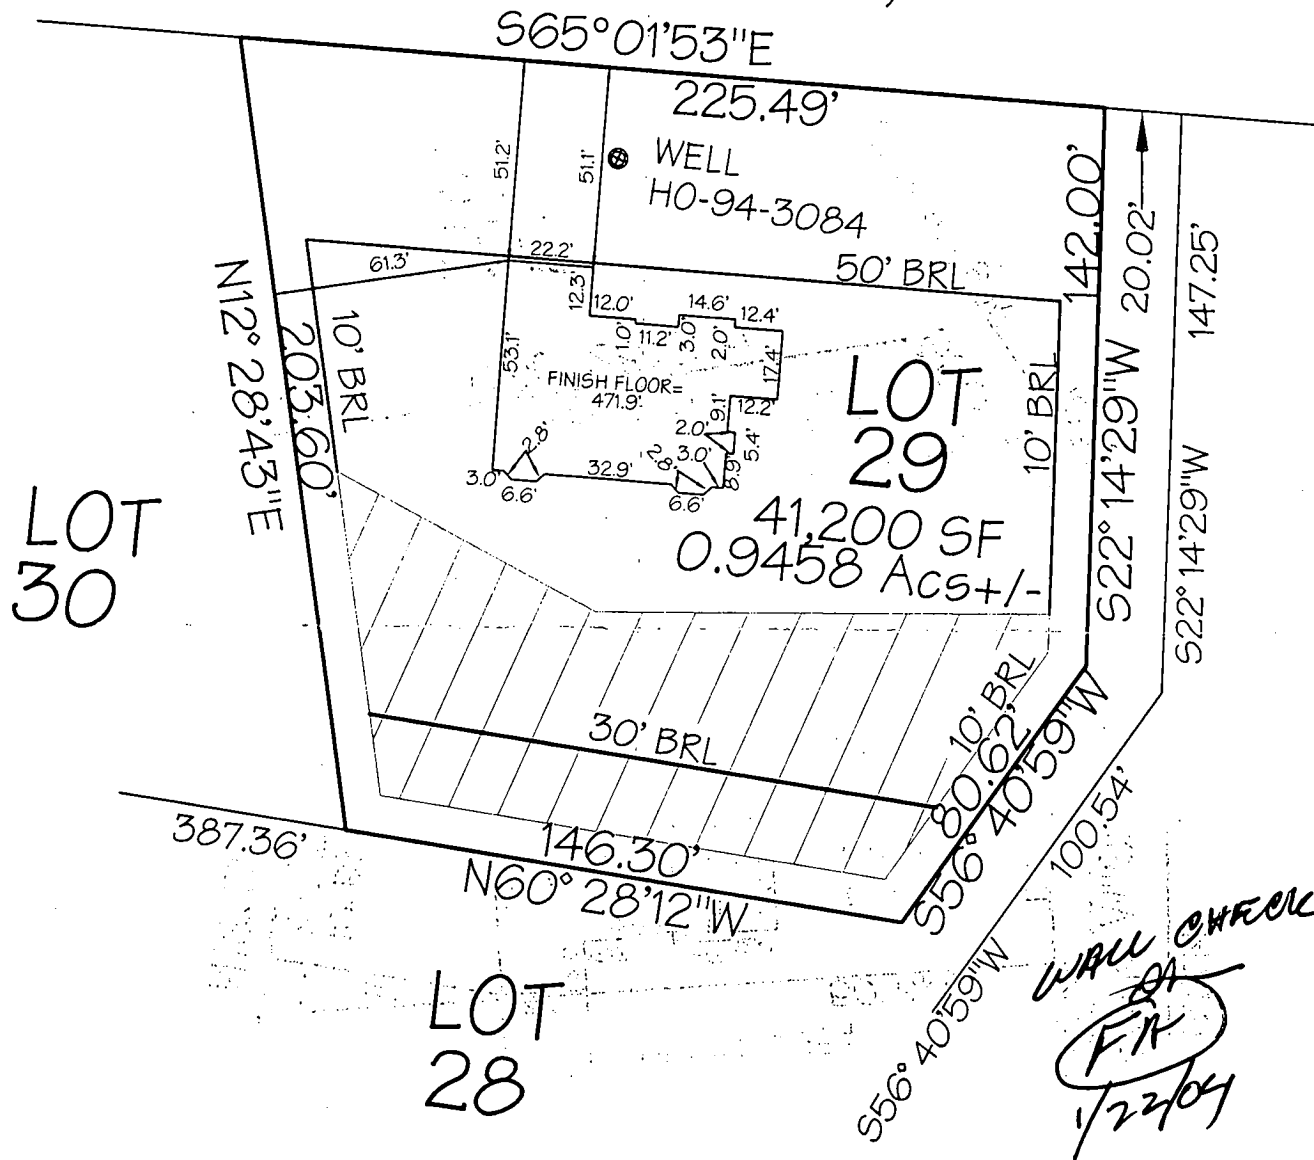 S65°01'53"E
225.49'
51.2'
51.1'
WELL
HO-94-3084
142.00'
20.02'
147.25'
22.2'
61.3'
50' BRL
12.3'
12.0'
1.0'
11.2'
3.0'
14.6'
2.0'
12.4'
17.4'
N12°28'43"E
203.60'
10' BRL
53.1'
FINISH FLOOR=
471.9'
LOT
29
41,200 SF
0.9458 Acs+/-
9.1'
12.2'
2.0'
5.4'
3.0'
2.8'
8.9'
2.8'
3.0'
6.6'
32.9'
6.6'
10' BRL
S22°14'29"W
S22°14'29"W
LOT
30
30' BRL
10' BRL
80.62'
S56°40'59"W
100.54'
S56°40'59"W
387.36'
146.30'
N60°28'12"W
LOT
28
WALL CHECK
FA
1/22/04